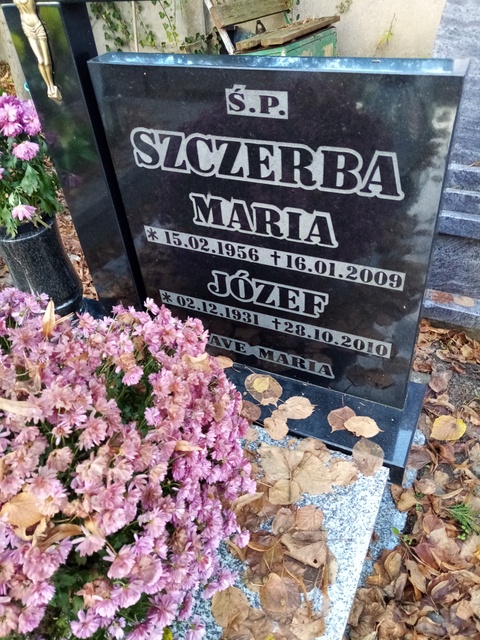 Ś.P.
SZCZERBA
MARIA
* 15.02.1956 ✝ 16.01.2009
JÓZEF
* 02.12.1931 ✝ 28.10.2010
AVE MARIA